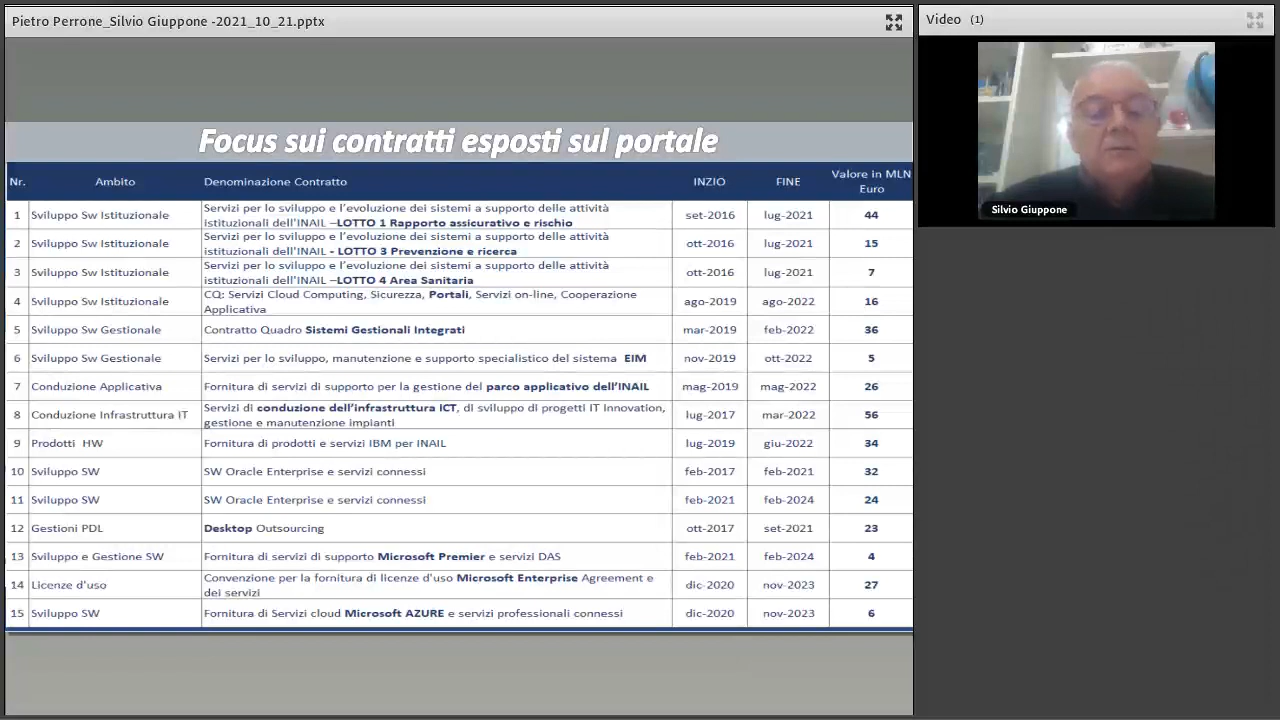 Pietro Perrone_Silvio Giuppone -2021_10_21.pptx
Video (1)
Silvio Giuppone
Focus sui contratti esposti sul portale
Nr. Ambito Denominazione Contratto INZIO FINE Valore in MLN
Euro
1 Sviluppo Sw Istituzionale Servizi per lo sviluppo e l’evoluzione dei sistemi a supporto delle attività
istituzionali dell'INAIL –LOTTO 1 Rapporto assicurativo e rischio set-2016 lug-2021 44
2 Sviluppo Sw Istituzionale Servizi per lo sviluppo e l’evoluzione dei sistemi a supporto delle attività
istituzionali dell'INAIL - LOTTO 3 Prevenzione e ricerca ott-2016 lug-2021 15
3 Sviluppo Sw Istituzionale Servizi per lo sviluppo e l’evoluzione dei sistemi a supporto delle attività
istituzionali dell'INAIL –LOTTO 4 Area Sanitaria ott-2016 lug-2021 7
4 Sviluppo Sw Istituzionale CQ: Servizi Cloud Computing, Sicurezza, Portali, Servizi on-line, Cooperazione
Applicativa ago-2019 ago-2022 16
5 Sviluppo Sw Gestionale Contratto Quadro Sistemi Gestionali Integrati mar-2019 feb-2022 36
6 Sviluppo Sw Gestionale Servizi per lo sviluppo, manutenzione e supporto specialistico del sistema EIM nov-2019 ott-2022 5
7 Conduzione Applicativa Fornitura di servizi di supporto per la gestione del parco applicativo dell’INAIL mag-2019 mag-2022 26
8 Conduzione Infrastruttura IT Servizi di conduzione dell’infrastruttura ICT, di sviluppo di progetti IT Innovation,
gestione e manutenzione impianti lug-2017 mar-2022 56
9 Prodotti HW Fornitura di prodotti e servizi IBM per INAIL lug-2019 giu-2022 34
10 Sviluppo SW SW Oracle Enterprise e servizi connessi feb-2017 feb-2021 32
11 Sviluppo SW SW Oracle Enterprise e servizi connessi feb-2021 feb-2024 24
12 Gestioni PDL Desktop Outsourcing ott-2017 set-2021 23
13 Sviluppo e Gestione SW Fornitura di servizi di supporto Microsoft Premier e servizi DAS feb-2021 feb-2024 4
14 Licenze d'uso Convenzione per la fornitura di licenze d'uso Microsoft Enterprise Agreement e
dei servizi dic-2020 nov-2023 27
15 Sviluppo SW Fornitura di Servizi cloud Microsoft AZURE e servizi professionali connessi dic-2020 nov-2023 6